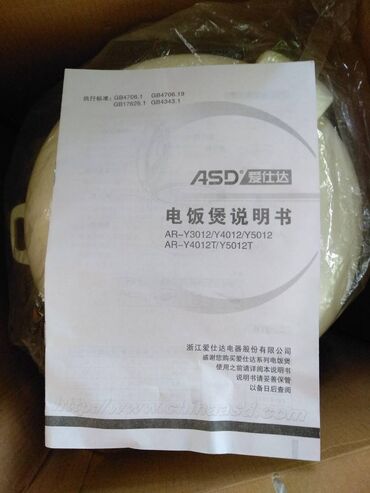 执行标准: GB4706.1 GB4706.19
GB17625.1 GB4343.1
ASD® 爱仕达
电饭煲说明书
AR-Y3012/Y4012/Y5012
AR-Y4012T/Y5012T
浙江爱仕达电器股份有限公司
感谢您购买爱仕达系列电饭煲
使用之前请详阅本说明书
说明书请妥善保管
以备日后查阅
http://www.chinaasd.com